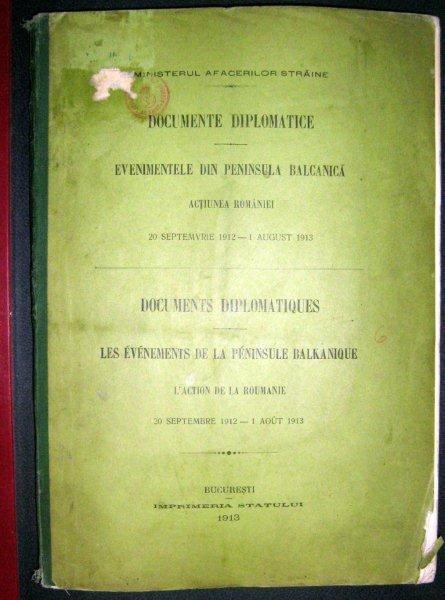 MINISTERUL AFACERILOR STRĂINE
DOCUMENTE DIPLOMATICE
EVENIMENTELE DIN PENINSULA BALCANICĂ
ACȚIUNEA ROMÂNIEI
20 SEPTEMVRIE 1912 — 1 AUGUST 1913
DOCUMENTS DIPLOMATIQUES
LES ÉVÉNEMENTS DE LA PÉNINSULE BALKANIQUE
L'ACTION DE LA ROUMANIE
20 SEPTEMBRE 1912 — 1 AOÛT 1913
BUCUREȘTI
IMPRIMERIA STATULUI
1913